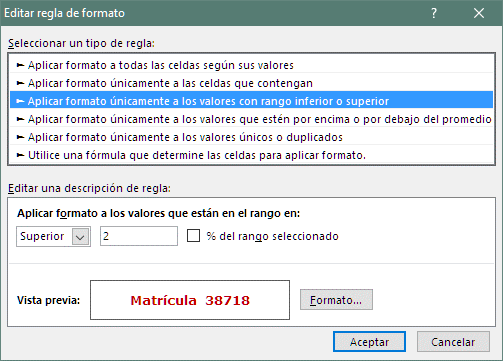 Editar regla de formato
?
Seleccionar un tipo de regla:
► Aplicar formato a todas las celdas según sus valores
► Aplicar formato únicamente a las celdas que contengan
► Aplicar formato únicamente a los valores con rango inferior o superior
► Aplicar formato únicamente a los valores que estén por encima o por debajo del promedio
► Aplicar formato únicamente a los valores únicos o duplicados
► Utilice una fórmula que determine las celdas para aplicar formato.
Editar una descripción de regla:
Aplicar formato a los valores que están en el rango en:
Superior 2 % del rango seleccionado
Vista previa: Matrícula 38718 Formato...
Aceptar Cancelar